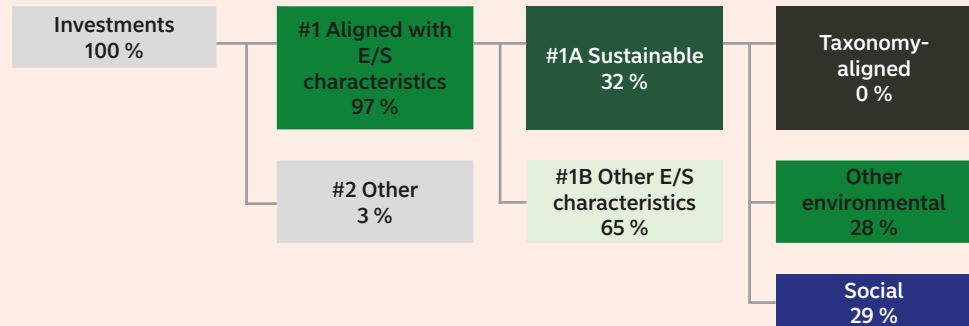 Investments
100 %
#1 Aligned with
E/S
characteristics
97 %
#1A Sustainable
32 %
Taxonomy-
aligned
0 %
#2 Other
3 %
#1B Other E/S
characteristics
65 %
Other
environmental
28 %
Social
29 %